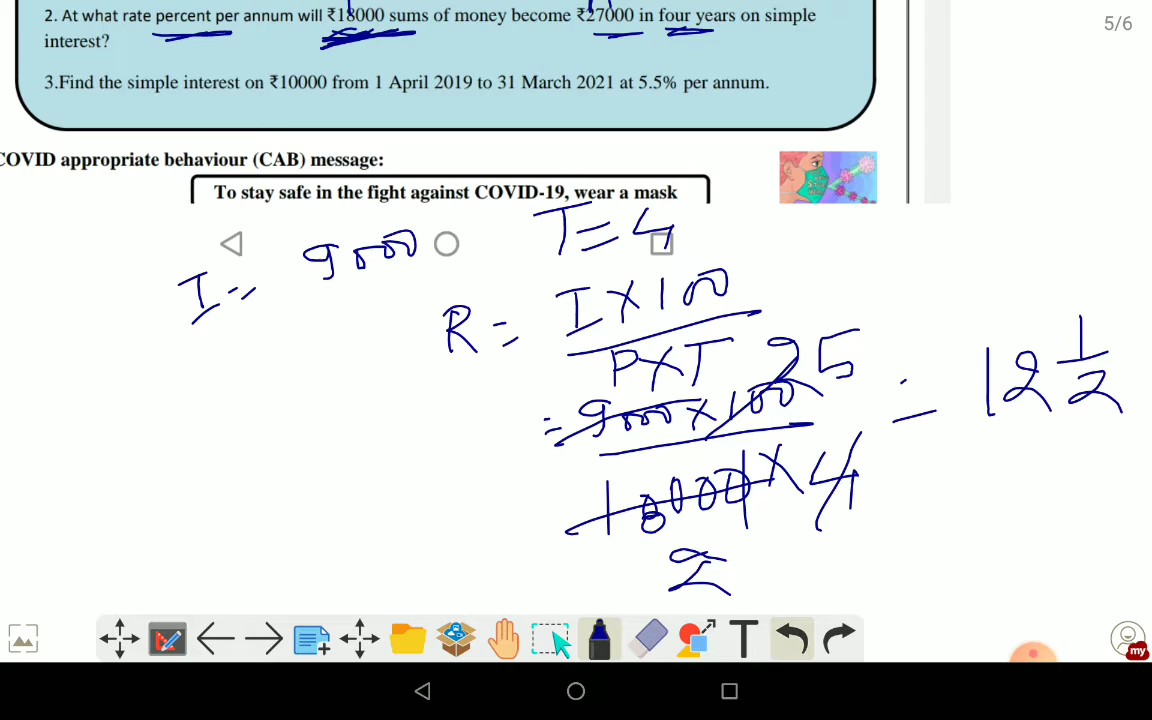 2. At what rate percent per annum will ₹18000 sums of money become ₹27000 in four years on simple
interest?
5/6
3.Find the simple interest on ₹10000 from 1 April 2019 to 31 March 2021 at 5.5% per annum.
COVID appropriate behaviour (CAB) message:
To stay safe in the fight against COVID-19, wear a mask
T = 4
I = 9000
R = I × 100
P × T
25
= 9000 × 100
= 12 1/2
18000 × 4
2
T
my